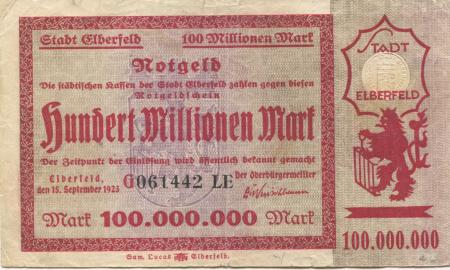 Stadt Elberfeld 100 Millionen Mark
Notgeld
Die städtischen Kassen der Stadt Elberfeld zahlen gegen diesen
Notgeldschein
Hundert Millionen Mark
Der Zeitpunkt der Einlösung wird öffentlich bekannt gemacht
Elberfeld,
den 15. September 1923
G061442 LE
Der Oberbürgermeister
Mark 100.000.000 Mark
Sam. Lucas Elberfeld.
STADT
ELBERFELD
100.000.000